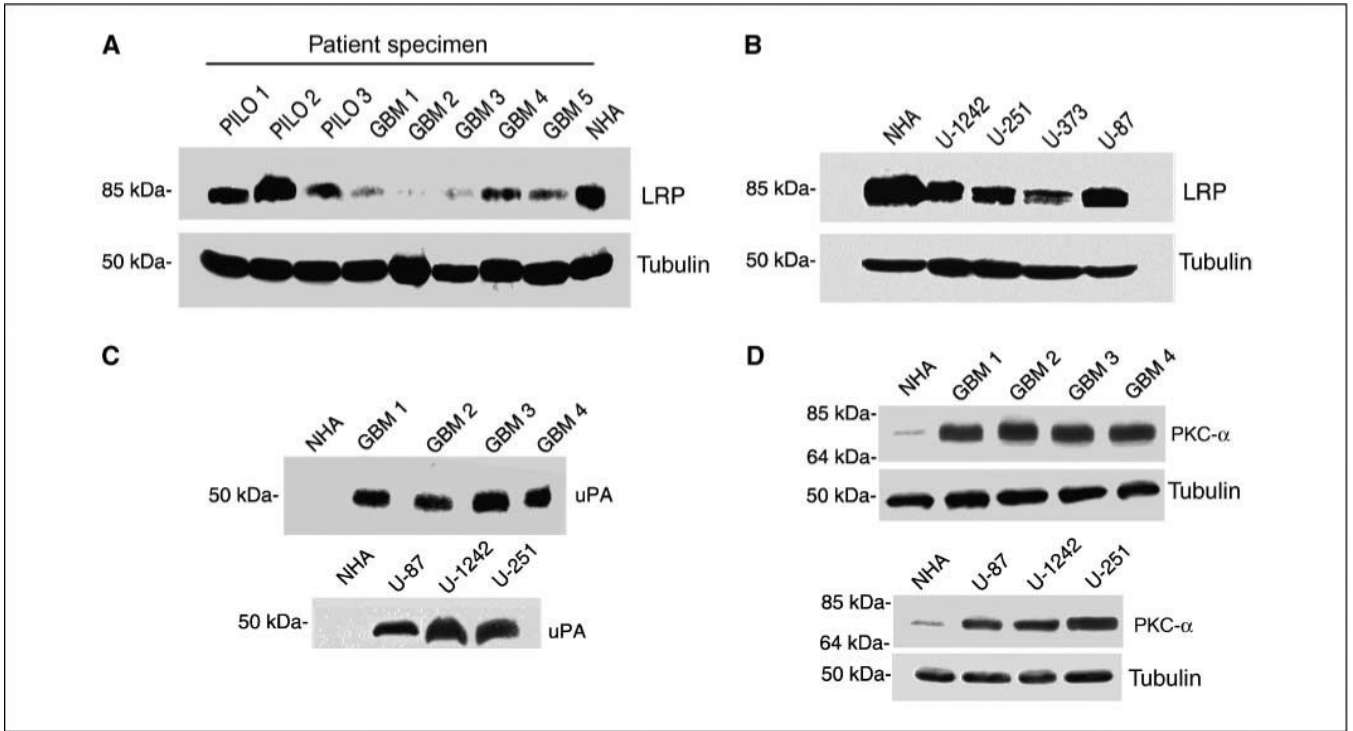 A
Patient specimen
PILO 1 PILO 2 PILO 3 GBM 1 GBM 2 GBM 3 GBM 4 GBM 5 NHA
85 kDa- LRP
50 kDa- Tubulin
B
NHA U-1242 U-251 U-373 U-87
85 kDa- LRP
50 kDa- Tubulin
C
NHA GBM 1 GBM 2 GBM 3 GBM 4
50 kDa- uPA
NHA U-87 U-1242 U-251
50 kDa- uPA
D
NHA GBM 1 GBM 2 GBM 3 GBM 4
85 kDa-
PKC-α
64 kDa-
50 kDa- Tubulin
NHA U-87 U-1242 U-251
85 kDa-
PKC-α
64 kDa-
50 kDa- Tubulin